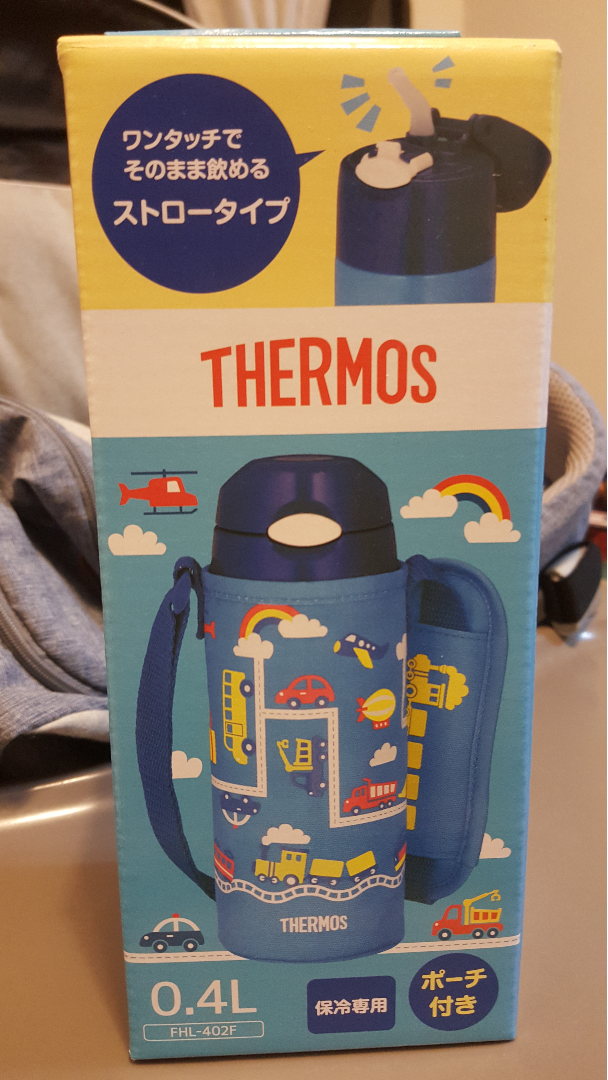 ワンタッチで
そのまま飲める
ストロータイプ
THERMOS
THERMOS
0.4L
FHL-402F
保冷専用
ポーチ
付き